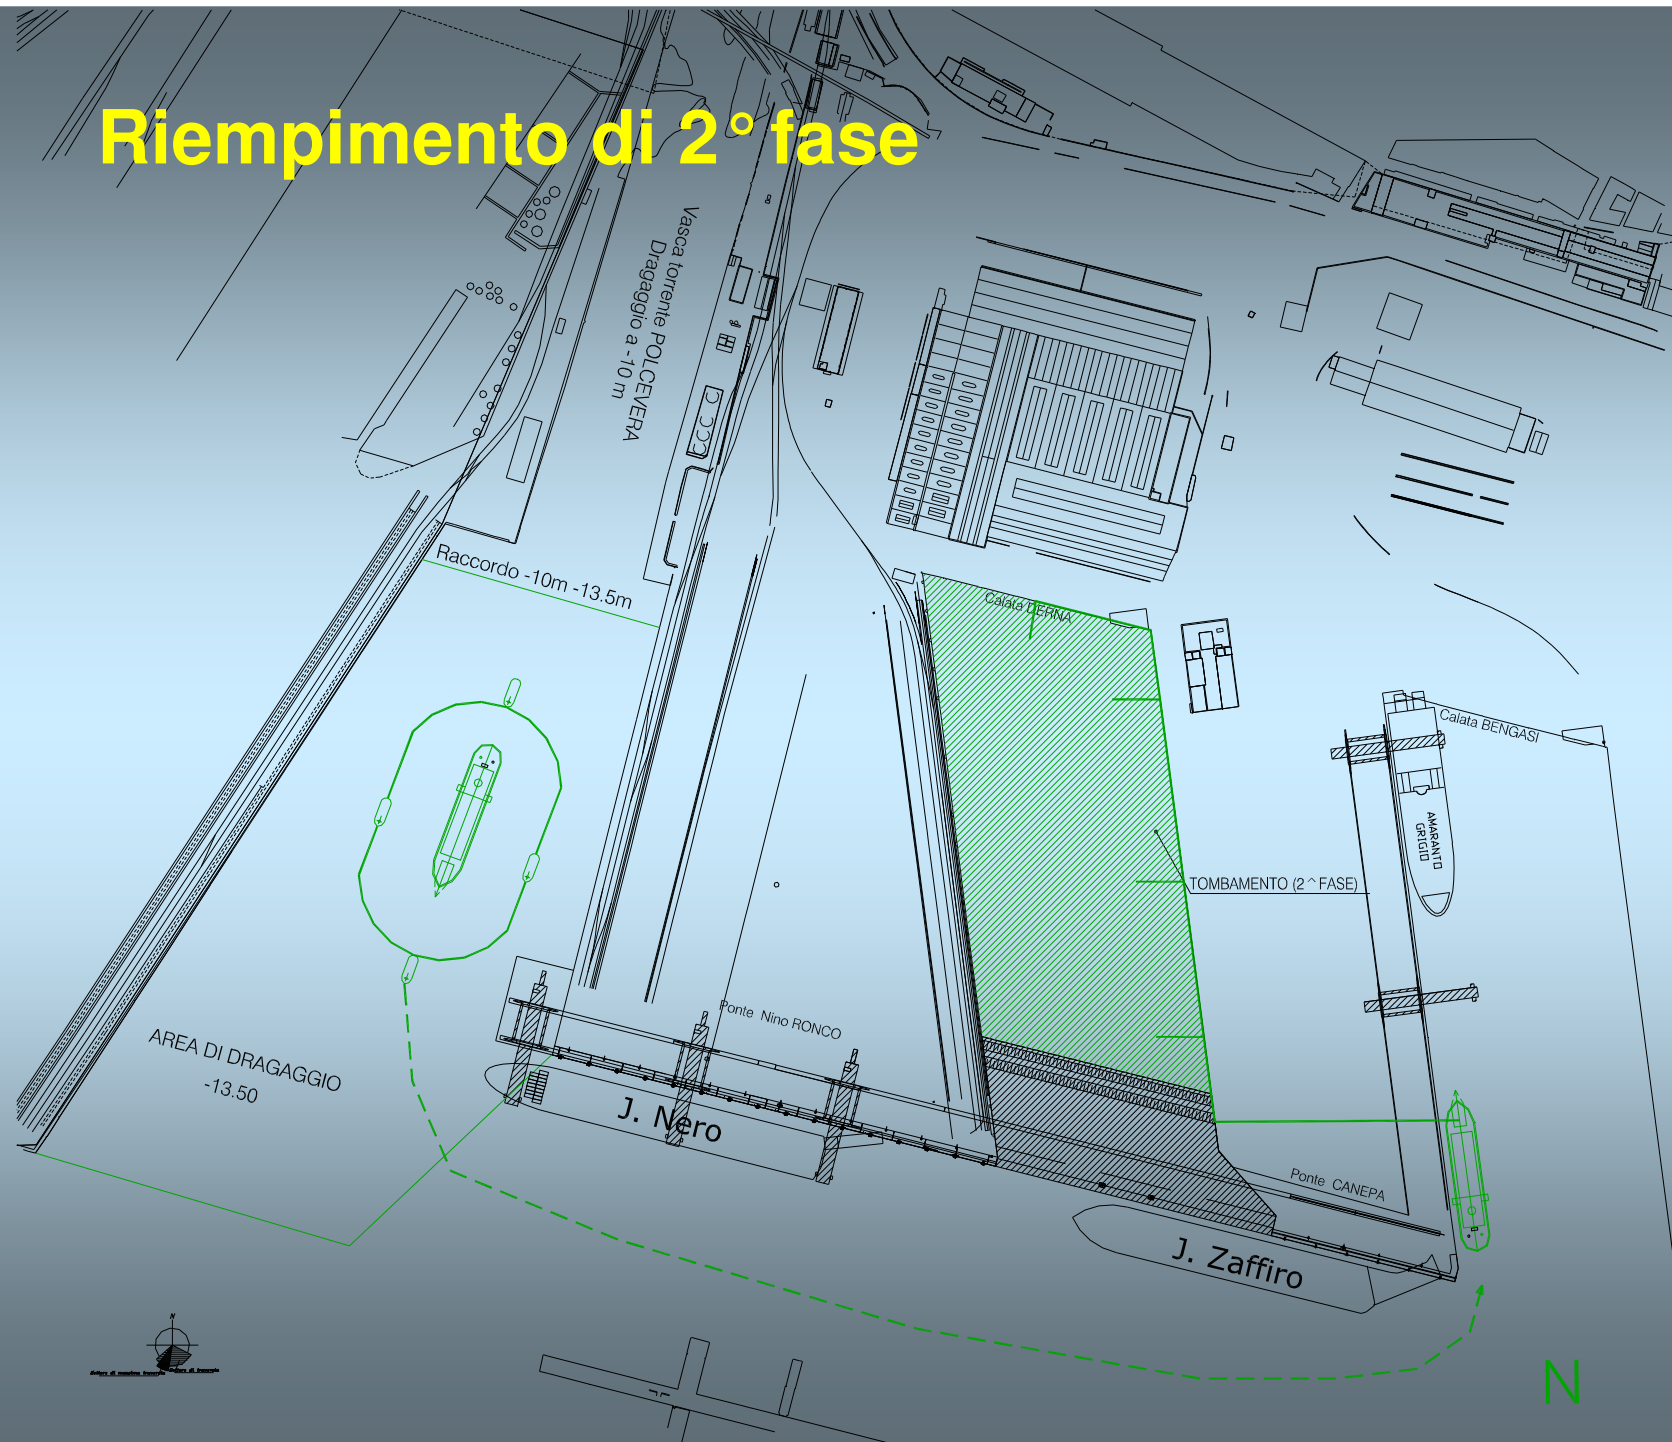 Riempimento di 2° fase
Vasca torrente POLCEVERA
Dragaggio a -10 m
CCC C
Raccordo -10m -13.5m
Calata DERNA
Calata BENGASI
AMARANTO
GRIGIO
TOMBAMENTO (2^FASE)
Ponte Nino RONCO
AREA DI DRAGAGGIO
-13.50
J. Nero
Ponte CANEPA
J. Zaffiro
N
N